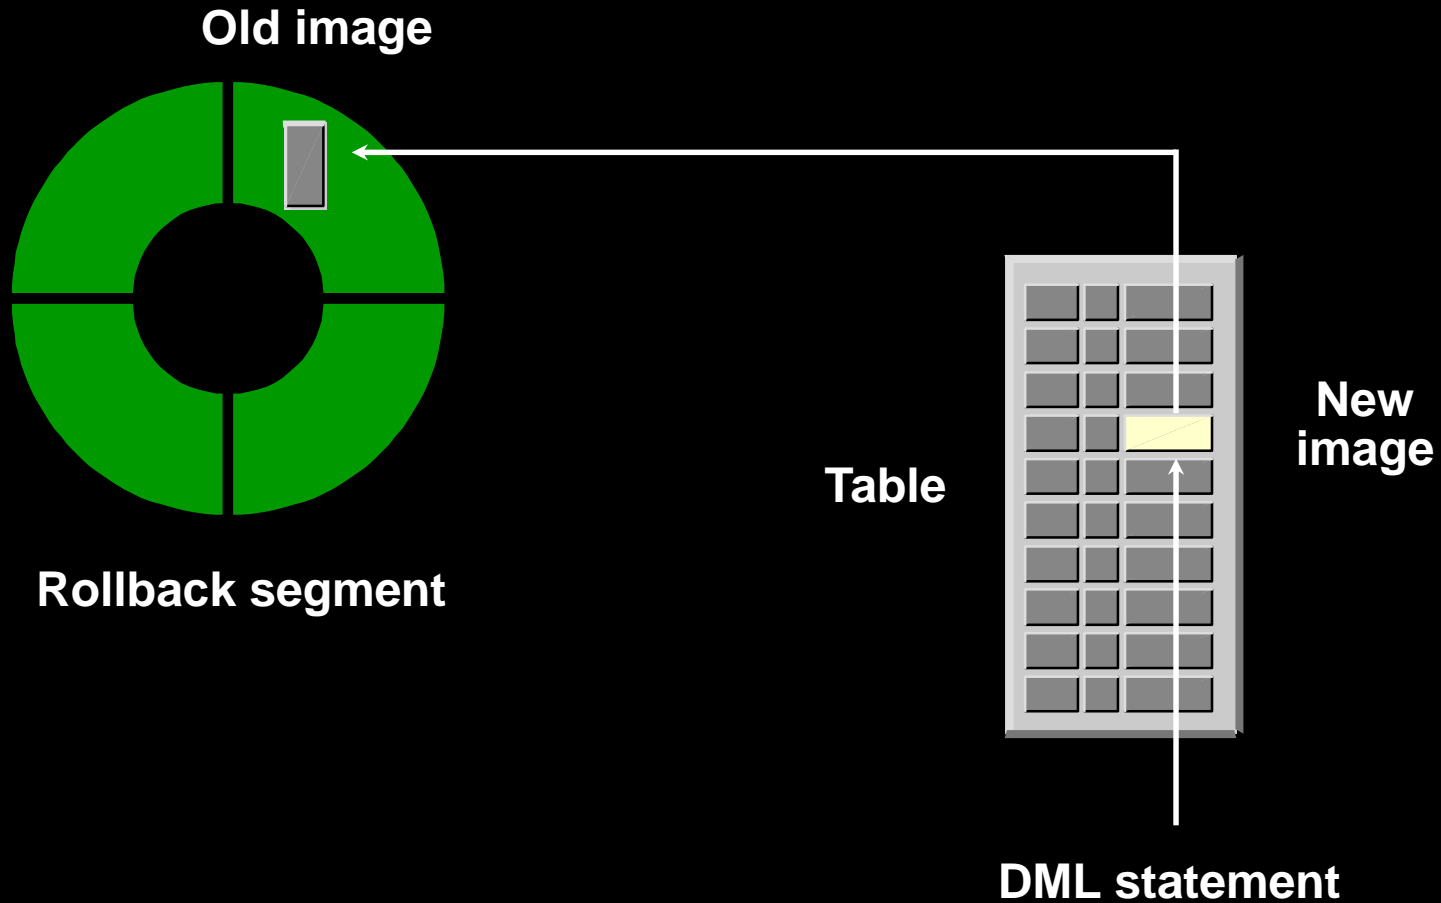 Old image
New
image
Table
Rollback segment
DML statement